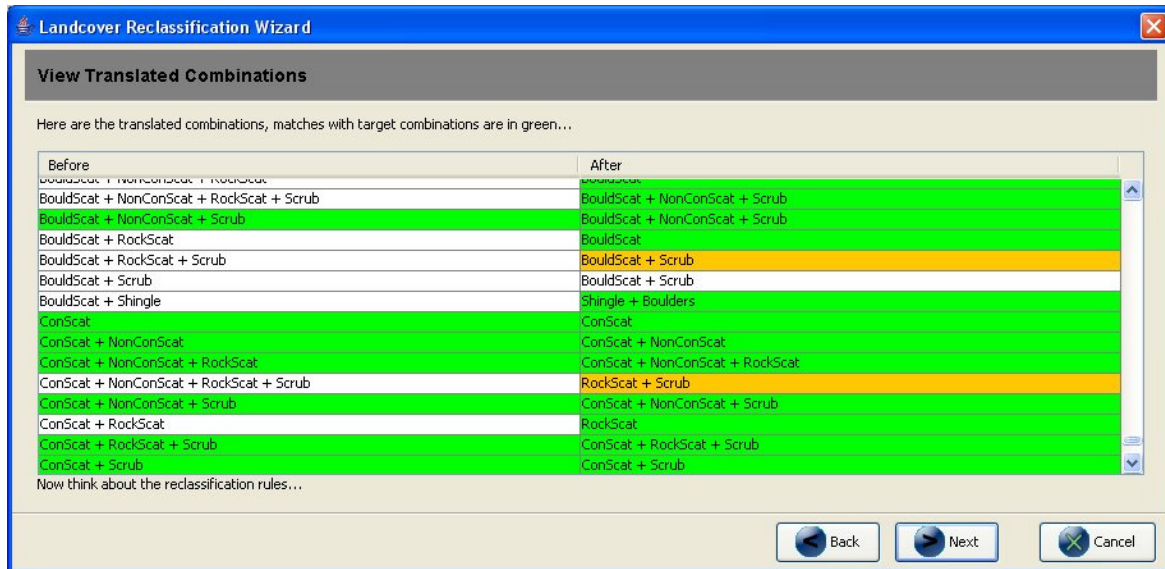 Landcover Reclassification Wizard
View Translated Combinations
Here are the translated combinations, matches with target combinations are in green...
Before After
BouldScat + NonConScat + RockScat BouldScat
BouldScat + NonConScat + RockScat + Scrub BouldScat + NonConScat + Scrub
BouldScat + NonConScat + Scrub BouldScat + NonConScat + Scrub
BouldScat + RockScat BouldScat
BouldScat + RockScat + Scrub BouldScat + Scrub
BouldScat + Scrub BouldScat + Scrub
BouldScat + Shingle Shingle + Boulders
ConScat ConScat
ConScat + NonConScat ConScat + NonConScat
ConScat + NonConScat + RockScat ConScat + NonConScat + RockScat
ConScat + NonConScat + RockScat + Scrub RockScat + Scrub
ConScat + NonConScat + Scrub ConScat + NonConScat + Scrub
ConScat + RockScat RockScat
ConScat + RockScat + Scrub ConScat + RockScat + Scrub
ConScat + Scrub ConScat + Scrub
Now think about the reclassification rules...
Back Next Cancel